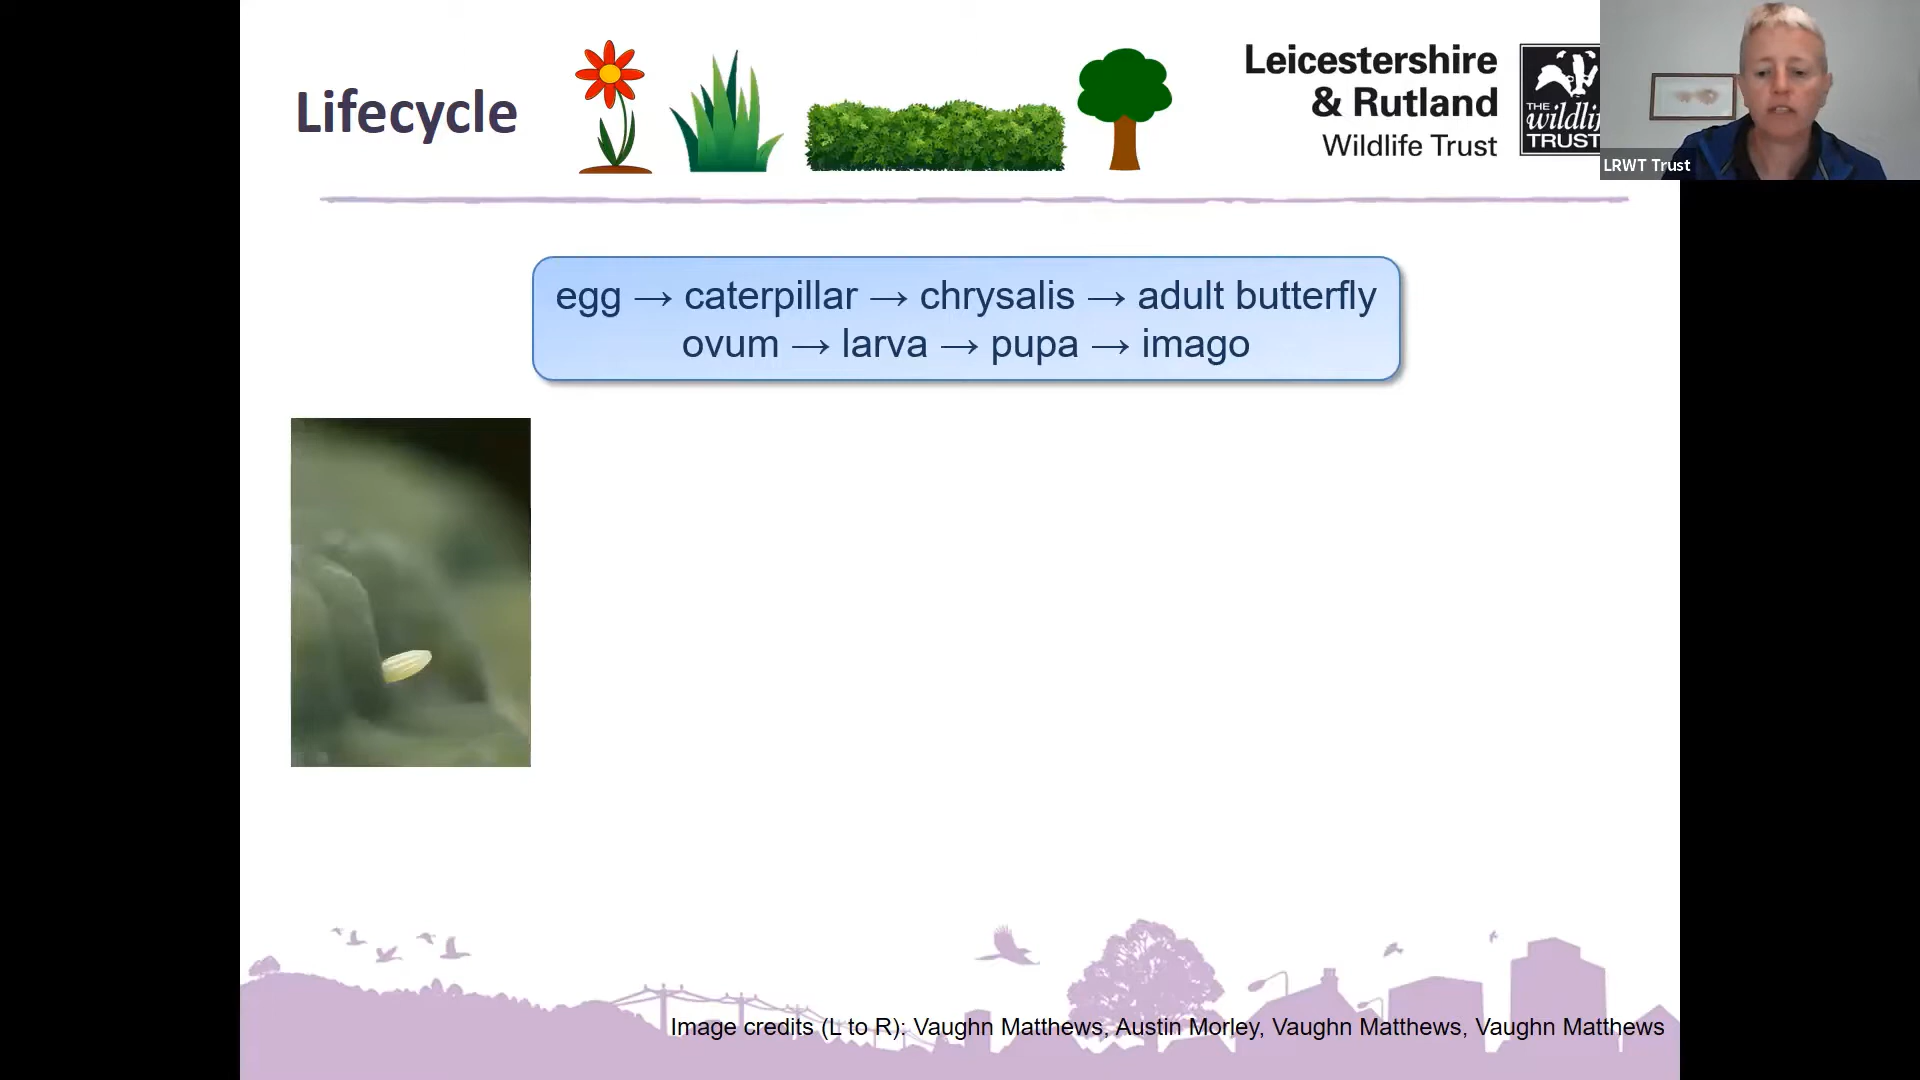 Lifecycle
Leicestershire
& Rutland
Wildlife Trust
THE
wildli
TRUST
LRWT Trust
egg → caterpillar → chrysalis → adult butterfly
ovum → larva → pupa → imago
Image credits (L to R): Vaughn Matthews, Austin Morley, Vaughn Matthews, Vaughn Matthews